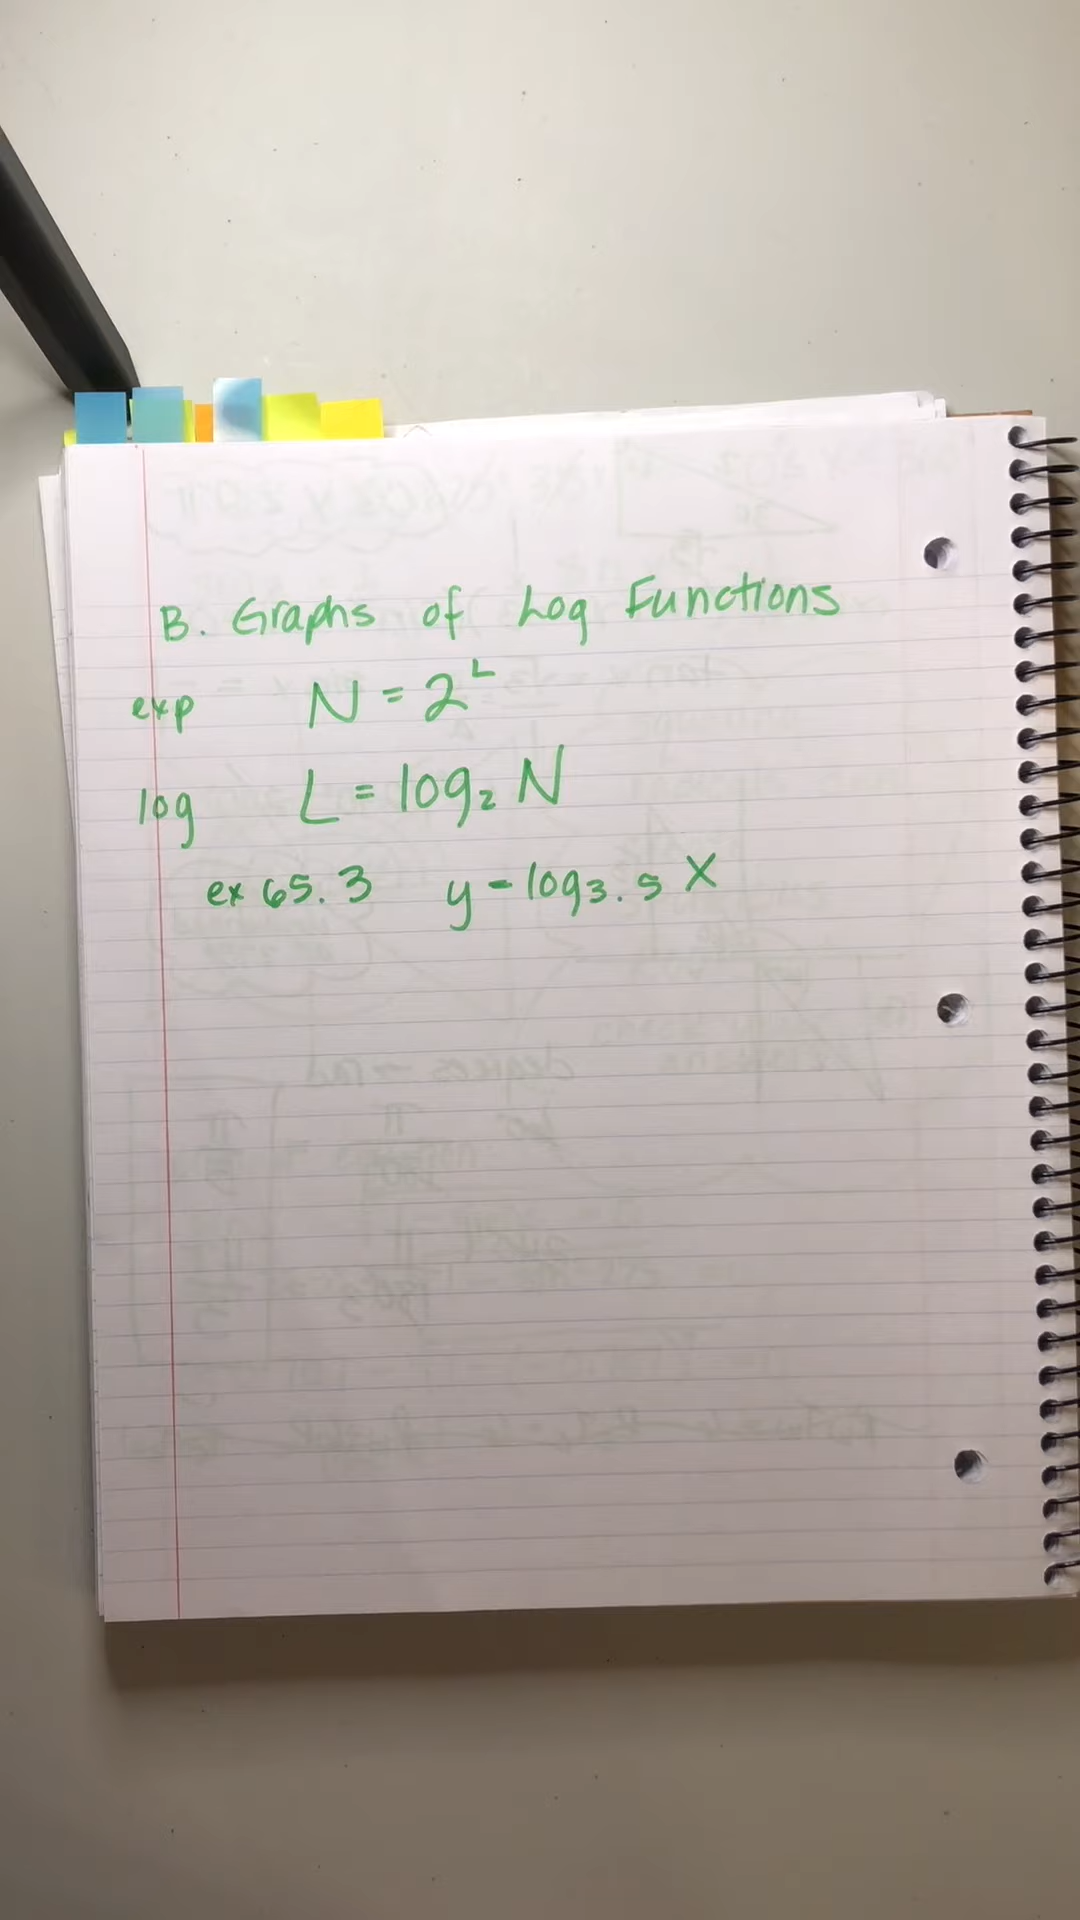 B. Graphs of Log Functions
exp N = 2^L
log L = log₂ N
ex 65.3 y = log₃.₅ X